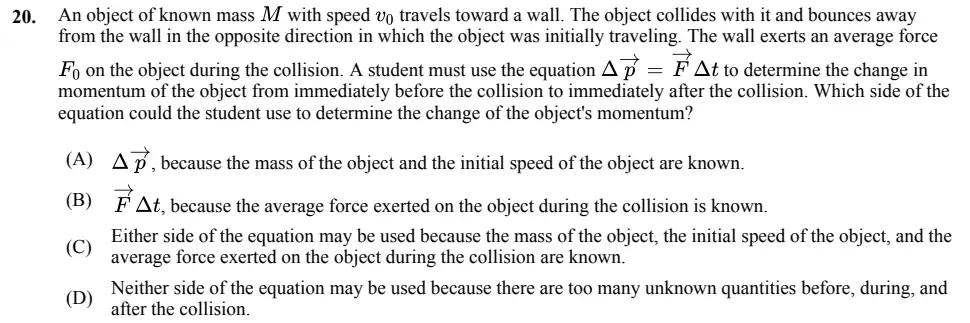 20. An object of known mass M with speed v₀ travels toward a wall. The object collides with it and bounces away
from the wall in the opposite direction in which the object was initially traveling. The wall exerts an average force
F₀ on the object during the collision. A student must use the equation Δp⃗ = F⃗Δt to determine the change in
momentum of the object from immediately before the collision to immediately after the collision. Which side of the
equation could the student use to determine the change of the object's momentum?
(A) Δp⃗, because the mass of the object and the initial speed of the object are known.
(B) F⃗Δt, because the average force exerted on the object during the collision is known.
(C) Either side of the equation may be used because the mass of the object, the initial speed of the object, and the
average force exerted on the object during the collision are known.
(D) Neither side of the equation may be used because there are too many unknown quantities before, during, and
after the collision.